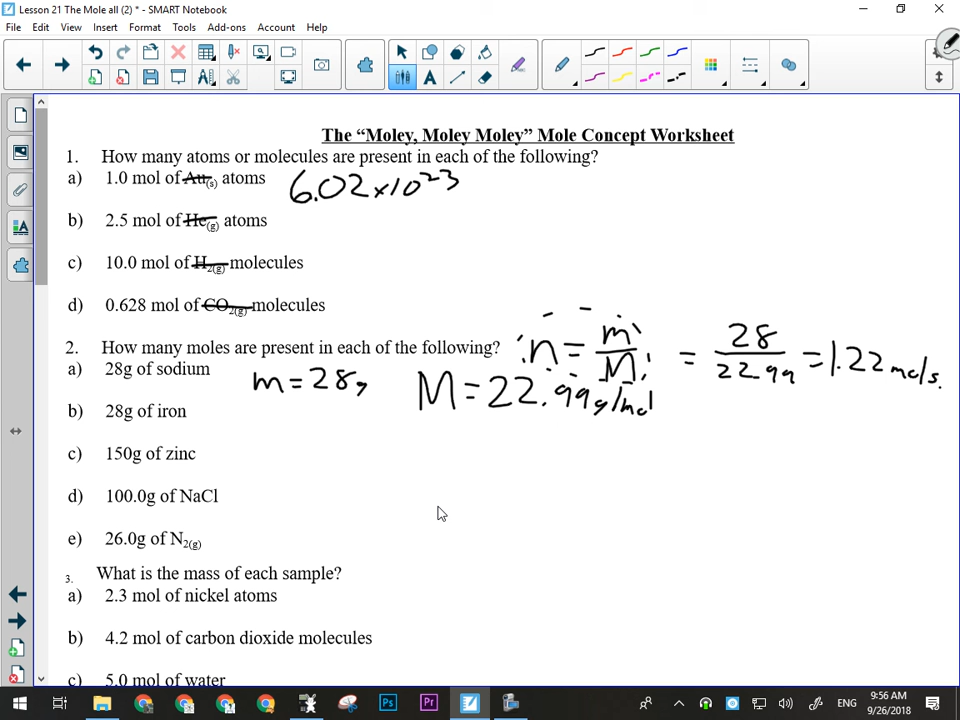 Lesson 21 The Mole all (2) * - SMART Notebook
File Edit View Insert Format Tools Add-ons Account Help
The “Moley, Moley Moley” Mole Concept Worksheet
1. How many atoms or molecules are present in each of the following?
a) 1.0 mol of Au(s) atoms 6.02x10^23
b) 2.5 mol of He(g) atoms
c) 10.0 mol of H2(g) molecules
d) 0.628 mol of CO2(g) molecules
2. How many moles are present in each of the following? n = m/M = 28/22.99 = 1.22 mols.
a) 28g of sodium m=28g M=22.99g/mol
b) 28g of iron
c) 150g of zinc
d) 100.0g of NaCl
e) 26.0g of N2(g)
3. What is the mass of each sample?
a) 2.3 mol of nickel atoms
b) 4.2 mol of carbon dioxide molecules
c) 5.0 mol of water
Ps Pr ENG 9:56 AM
9/26/2018